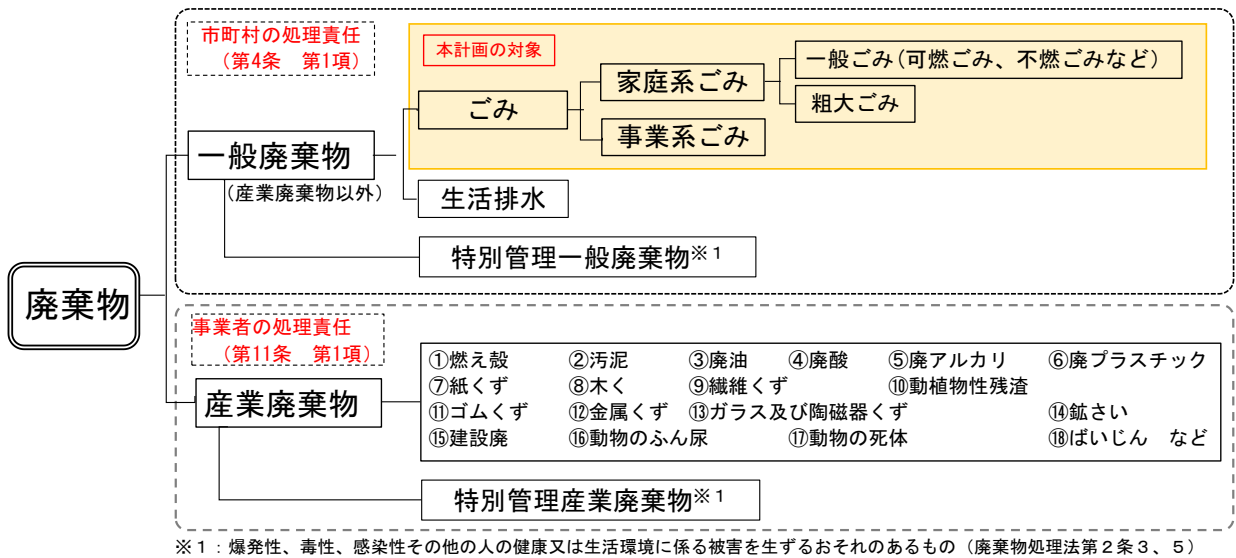 市町村の処理責任
（第4条　第1項）
本計画の対象
一般ごみ（可燃ごみ、不燃ごみなど）
家庭系ごみ
粗大ごみ
ごみ
事業系ごみ
一般廃棄物
（産業廃棄物以外）
生活排水
特別管理一般廃棄物※1
廃棄物
事業者の処理責任
（第11条　第1項）
産業廃棄物
①燃え殻　②汚泥　③廃油　④廃酸　⑤廃アルカリ　⑥廃プラスチック
⑦紙くず　⑧木く　⑨繊維くず　⑩動植物性残渣
⑪ゴムくず　⑫金属くず　⑬ガラス及び陶磁器くず　⑭鉱さい
⑮建設廃　⑯動物のふん尿　⑰動物の死体　⑱ばいじん　など
特別管理産業廃棄物※1
※１：爆発性、毒性、感染性その他の人の健康又は生活環境に係る被害を生ずるおそれのあるもの（廃棄物処理法第２条３、５）